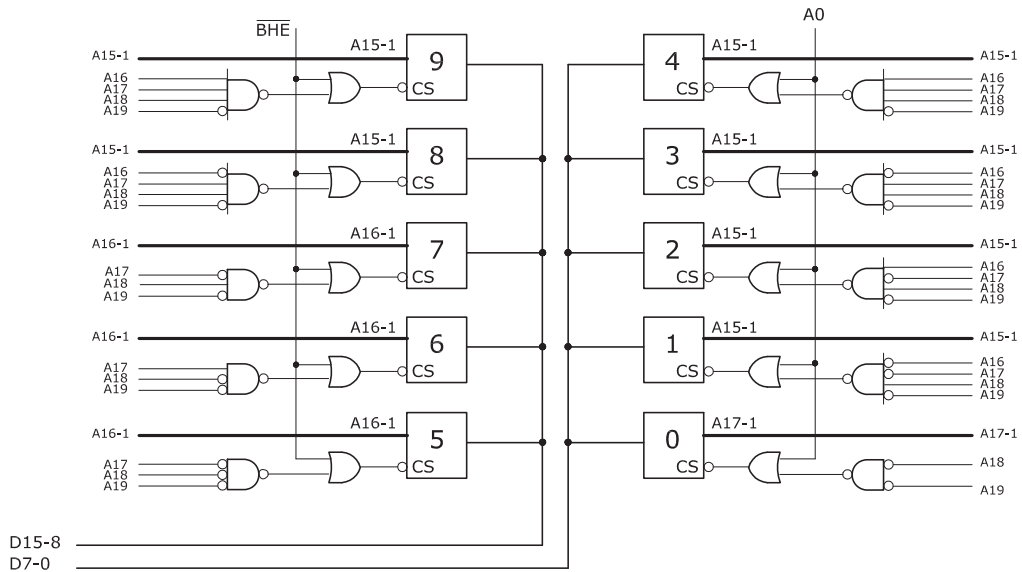 BHE A0
A15-1 A15-1 9 4 A15-1 A15-1
A16 A16
A17 A17
A18 CS CS A18
A19 A19
A15-1 A15-1 8 3 A15-1 A15-1
A16 A16
A17 A17
A18 CS CS A18
A19 A19
A16-1 A16-1 7 2 A15-1 A15-1
A16
A17 A17
A18 CS CS A18
A19 A19
A16-1 A16-1 6 1 A15-1 A15-1
A16
A17 A17
A18 CS CS A18
A19 A19
A16-1 A16-1 5 0 A17-1 A17-1
A17 A18
A18 CS CS
A19 A19
D15-8
D7-0